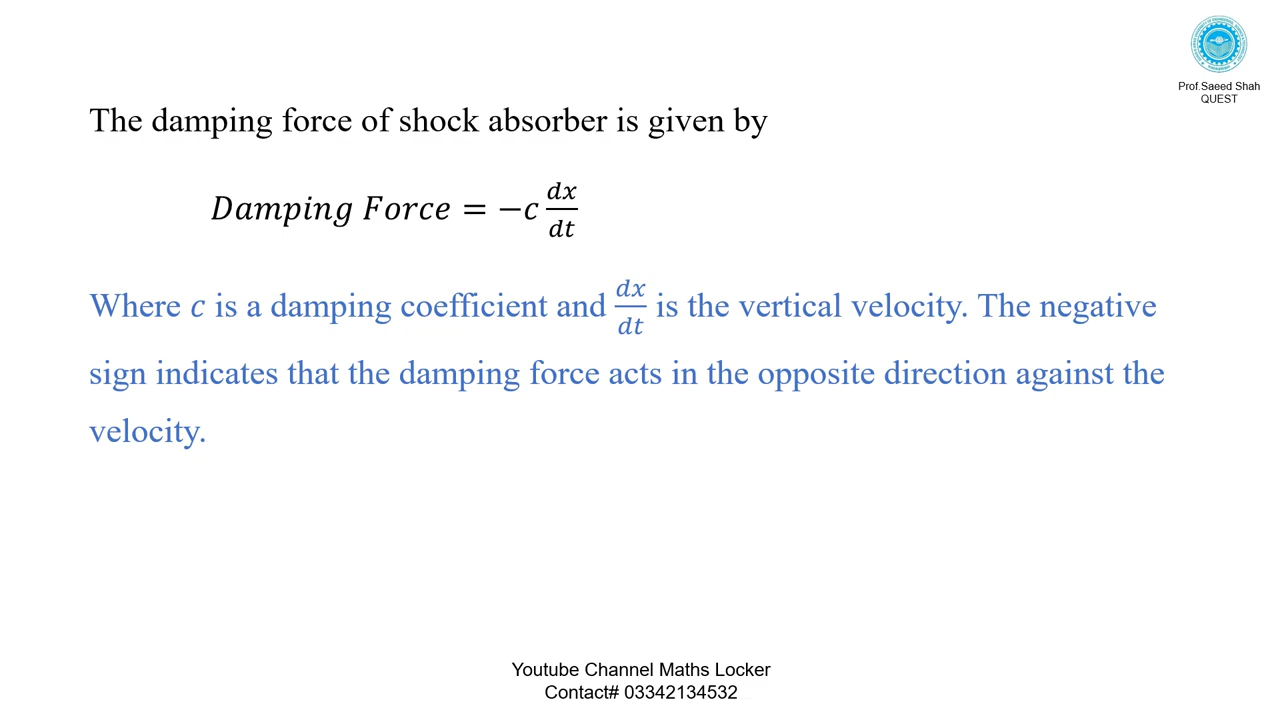 Prof.Saeed Shah
QUEST
The damping force of shock absorber is given by
Damping Force = −c dx/dt
Where c is a damping coefficient and dx/dt is the vertical velocity. The negative
sign indicates that the damping force acts in the opposite direction against the
velocity.
Youtube Channel Maths Locker
Contact# 03342134532